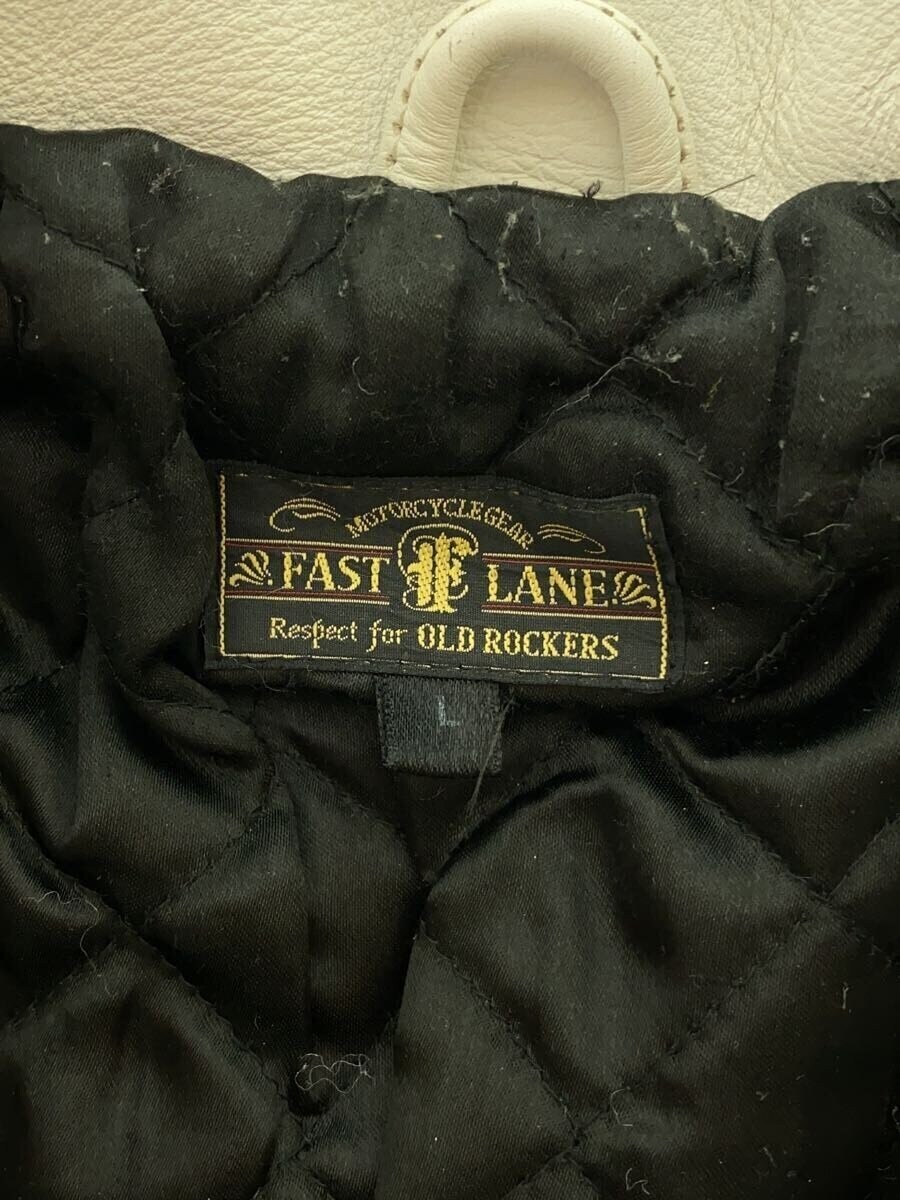 MOTORCYCLE GEAR
FAST F LANE
Respect for OLD ROCKERS
L